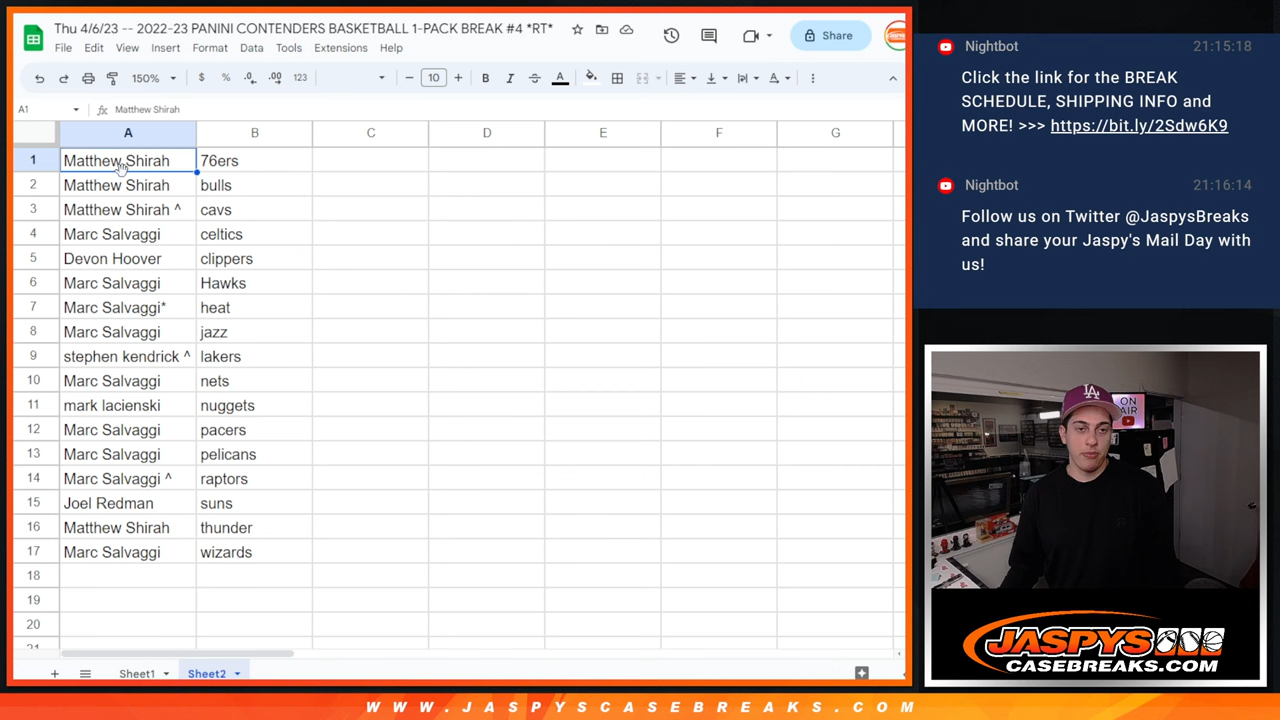 Thu 4/6/23 -- 2022-23 PANINI CONTENDERS BASKETBALL 1-PACK BREAK #4 *RT*
File Edit View Insert Format Data Tools Extensions Help
Share
150% $ % .0 .00 123 10 B I A
A1 fx Matthew Shirah
A B C D E F G
1 Matthew Shirah 76ers
2 Matthew Shirah bulls
3 Matthew Shirah ^ cavs
4 Marc Salvaggi celtics
5 Devon Hoover clippers
6 Marc Salvaggi Hawks
7 Marc Salvaggi* heat
8 Marc Salvaggi jazz
9 stephen kendrick ^ lakers
10 Marc Salvaggi nets
11 mark lacienski nuggets
12 Marc Salvaggi pacers
13 Marc Salvaggi pelicans
14 Marc Salvaggi ^ raptors
15 Joel Redman suns
16 Matthew Shirah thunder
17 Marc Salvaggi wizards
18
19
20
21
Sheet1 Sheet2
Nightbot 21:15:18
Click the link for the BREAK
SCHEDULE, SHIPPING INFO and
MORE! >>> https://bit.ly/2Sdw6K9
Nightbot 21:16:14
Follow us on Twitter @JaspysBreaks
and share your Jaspy's Mail Day with
us!
LA
ON
AIR
JASPYS
CASEBREAKS.COM
WWW.JASPYSCASEBREAKS.COM